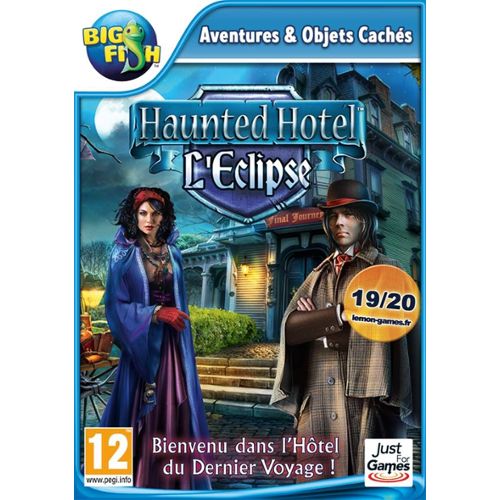 BIG FISH
Aventures & Objets Cachés
Haunted Hotel™
L'Eclipse
Final Journey
19/20
lemon-games.fr
12
www.pegi.info
Bienvenu dans l'Hôtel
du Dernier Voyage !
Just
For
Games